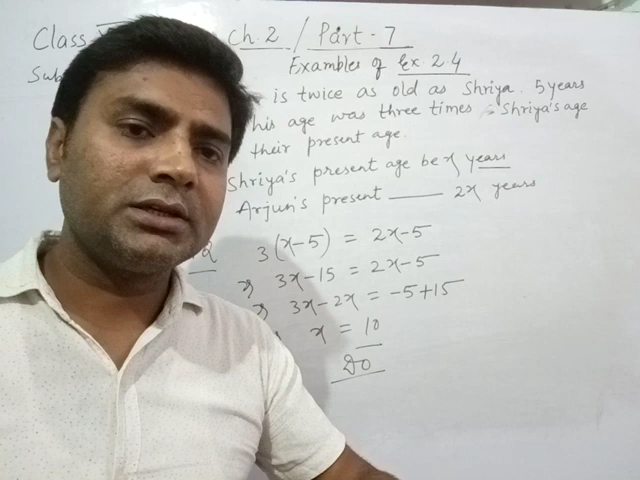 Class Ch.2 / Part-7
Sub Examples of Ex. 2.4
is twice as old as Shriya. 5 years
his age was three times Shriya's age
their present age.
Shriya's present age be x years
Arjun's present —— 2x years
3(x-5) = 2x-5
⇒ 3x-15 = 2x-5
⇒ 3x-2x = -5+15
x = 10